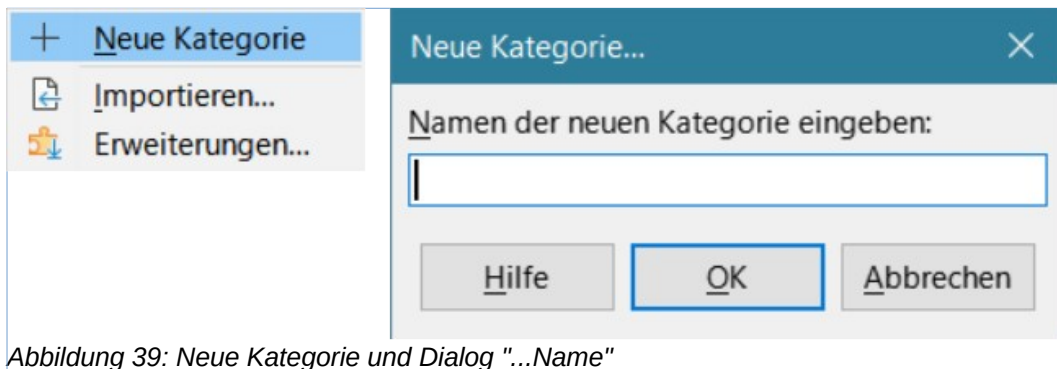 Neue Kategorie
Importieren...
Erweiterungen...
Neue Kategorie...
Namen der neuen Kategorie eingeben:
Hilfe OK Abbrechen
Abbildung 39: Neue Kategorie und Dialog "...Name"